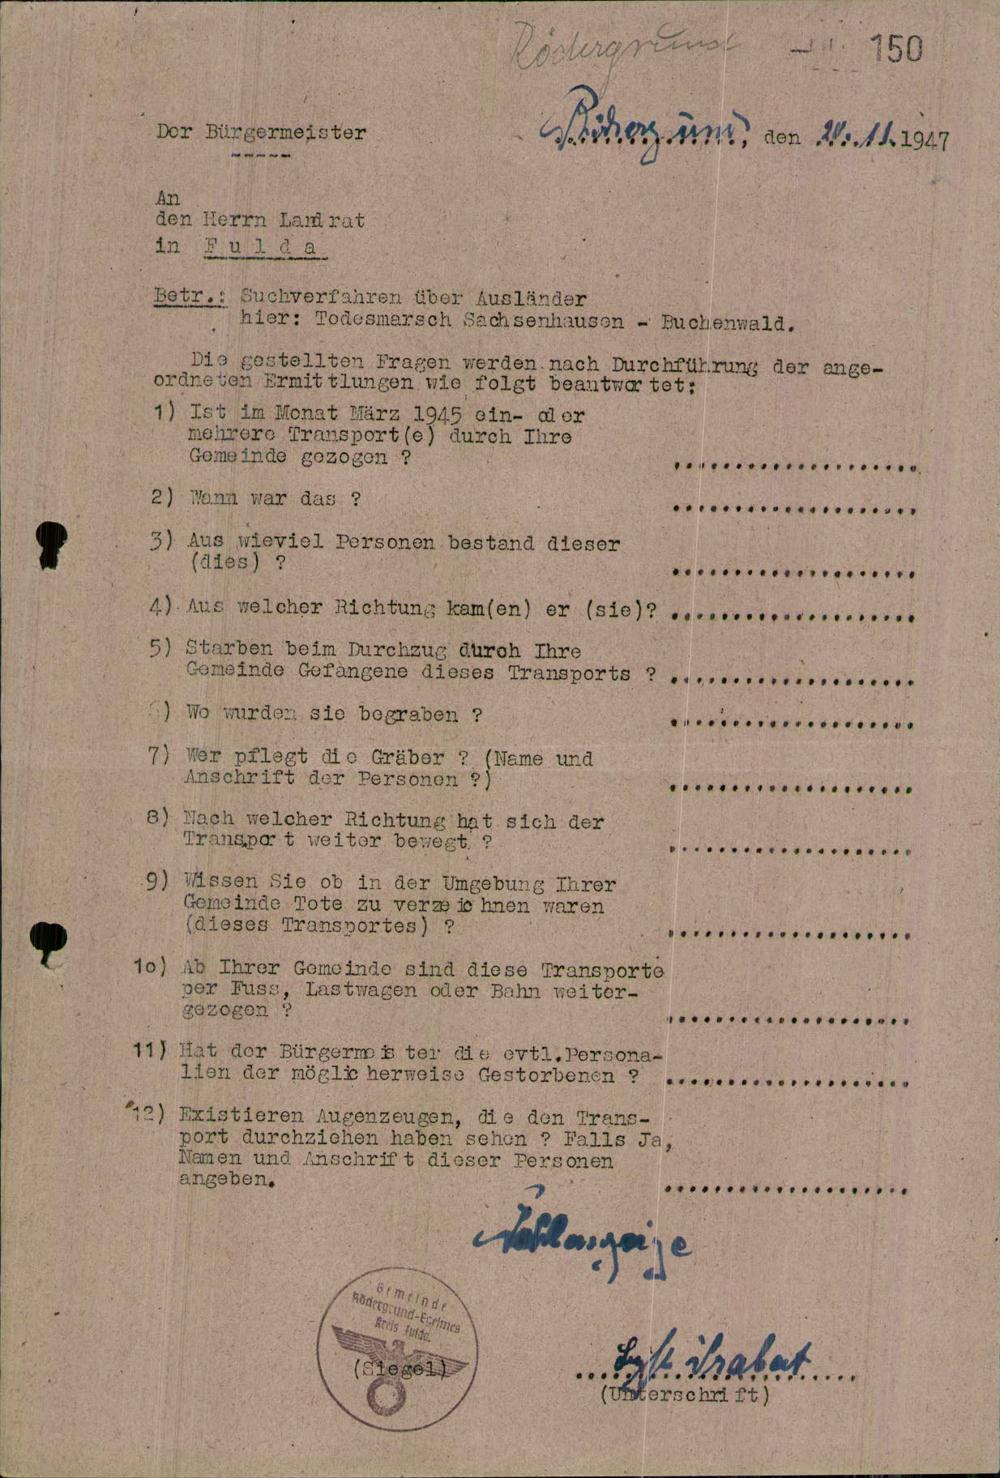 Rödergrund
150
Der Bürgermeister
Rödergrund, den 20.11.1947
An
den Herrn Landrat
in F u l d a
Betr.: Suchverfahren über Ausländer
hier: Todesmarsch Sachsenhausen - Buchenwald.
Die gestellten Fragen werden nach Durchführung der ange-
ordneten Ermittlungen wie folgt beantwortet:
1) Ist im Monat März 1945 ein- oder
mehrere Transport(e) durch Ihre
Gemeinde gezogen ? ....................
2) Wann war das ? ....................
3) Aus wieviel Personen bestand dieser
(dies) ? ....................
4) Aus welcher Richtung kam(en) er (sie)? ....................
5) Starben beim Durchzug durch Ihre
Gemeinde Gefangene dieses Transports ? ....................
6) Wo wurden sie begraben ? ....................
7) Wer pflegt die Gräber ? (Name und
Anschrift der Personen ?) ....................
8) Nach welcher Richtung hat sich der
Transport weiter bewegt ? ....................
9) Wissen Sie ob in der Umgebung Ihrer
Gemeinde Tote zu verzeichnen waren
(dieses Transportes) ? ....................
1o) Ab Ihrer Gemeinde sind diese Transporte
per Fuss, Lastwagen oder Bahn weiter-
gezogen ? ....................
11) Hat der Bürgermeister die evtl.Persona-
lien der möglicherweise Gestorbenen ? ....................
12) Existieren Augenzeugen, die den Trans-
port durchziehen haben sehen ? Falls Ja,
Namen und Anschrift dieser Personen
angeben. ....................
Fehlanzeige
Gemeinde
Rödergrund-Egelmes
Kreis Fulda
(Siegel)
(Unterschrift)